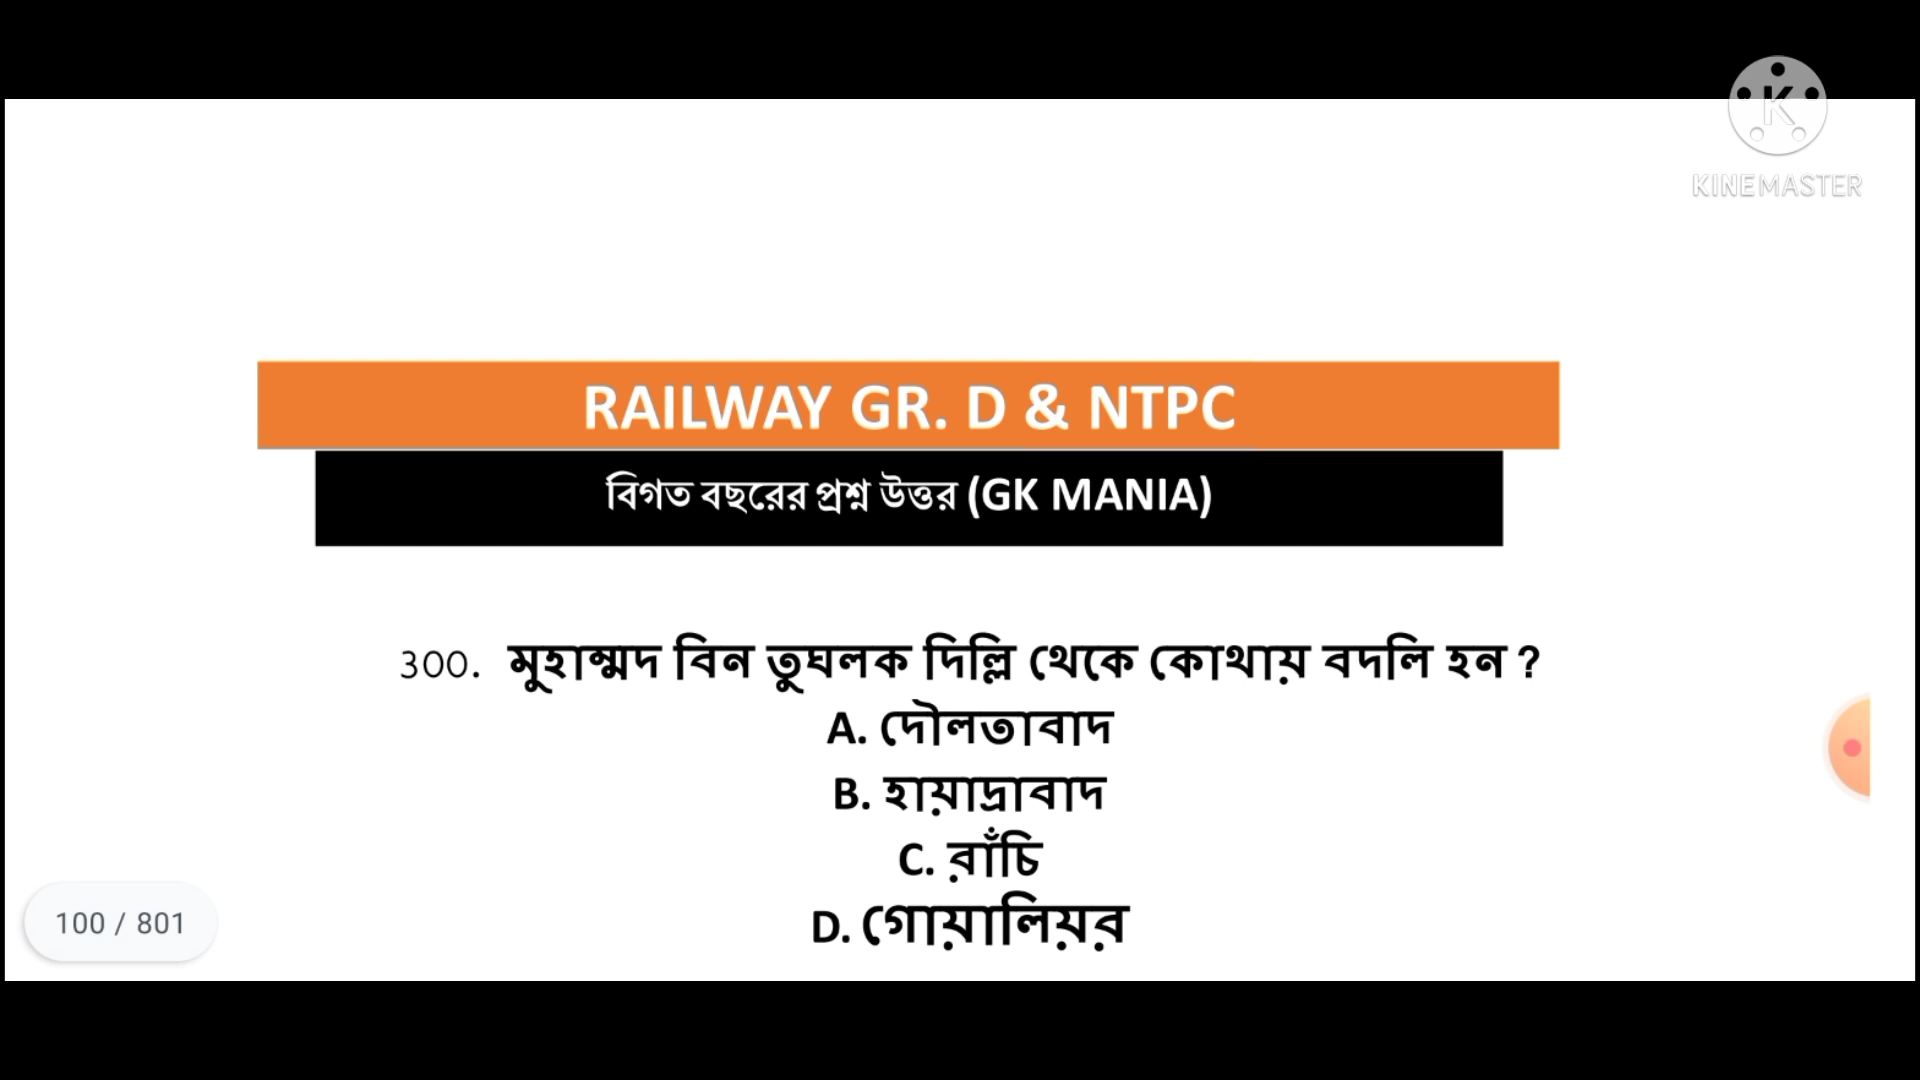 KINEMASTER
RAILWAY GR. D & NTPC
বিগত বছরের প্রশ্ন উত্তর (GK MANIA)
300. মুহাম্মদ বিন তুঘলক দিল্লি থেকে কোথায় বদলি হন ?
A. দৌলতাবাদ
B. হায়াদ্রাবাদ
C. রাঁচি
D. গোয়ালিয়র
100 / 801